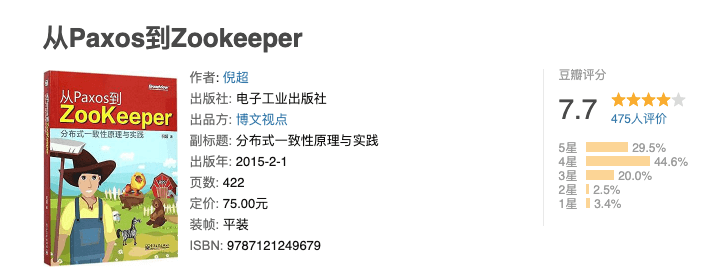 从Paxos到Zookeeper
从Paxos到
ZooKeeper
分布式一致性原理与实践
作者: 倪超
出版社: 电子工业出版社
出品方: 博文视点
副标题: 分布式一致性原理与实践
出版年: 2015-2-1
页数: 422
定价: 75.00元
装帧: 平装
ISBN: 9787121249679
豆瓣评分
7.7
475人评价
5星 29.5%
4星 44.6%
3星 20.0%
2星 2.5%
1星 3.4%